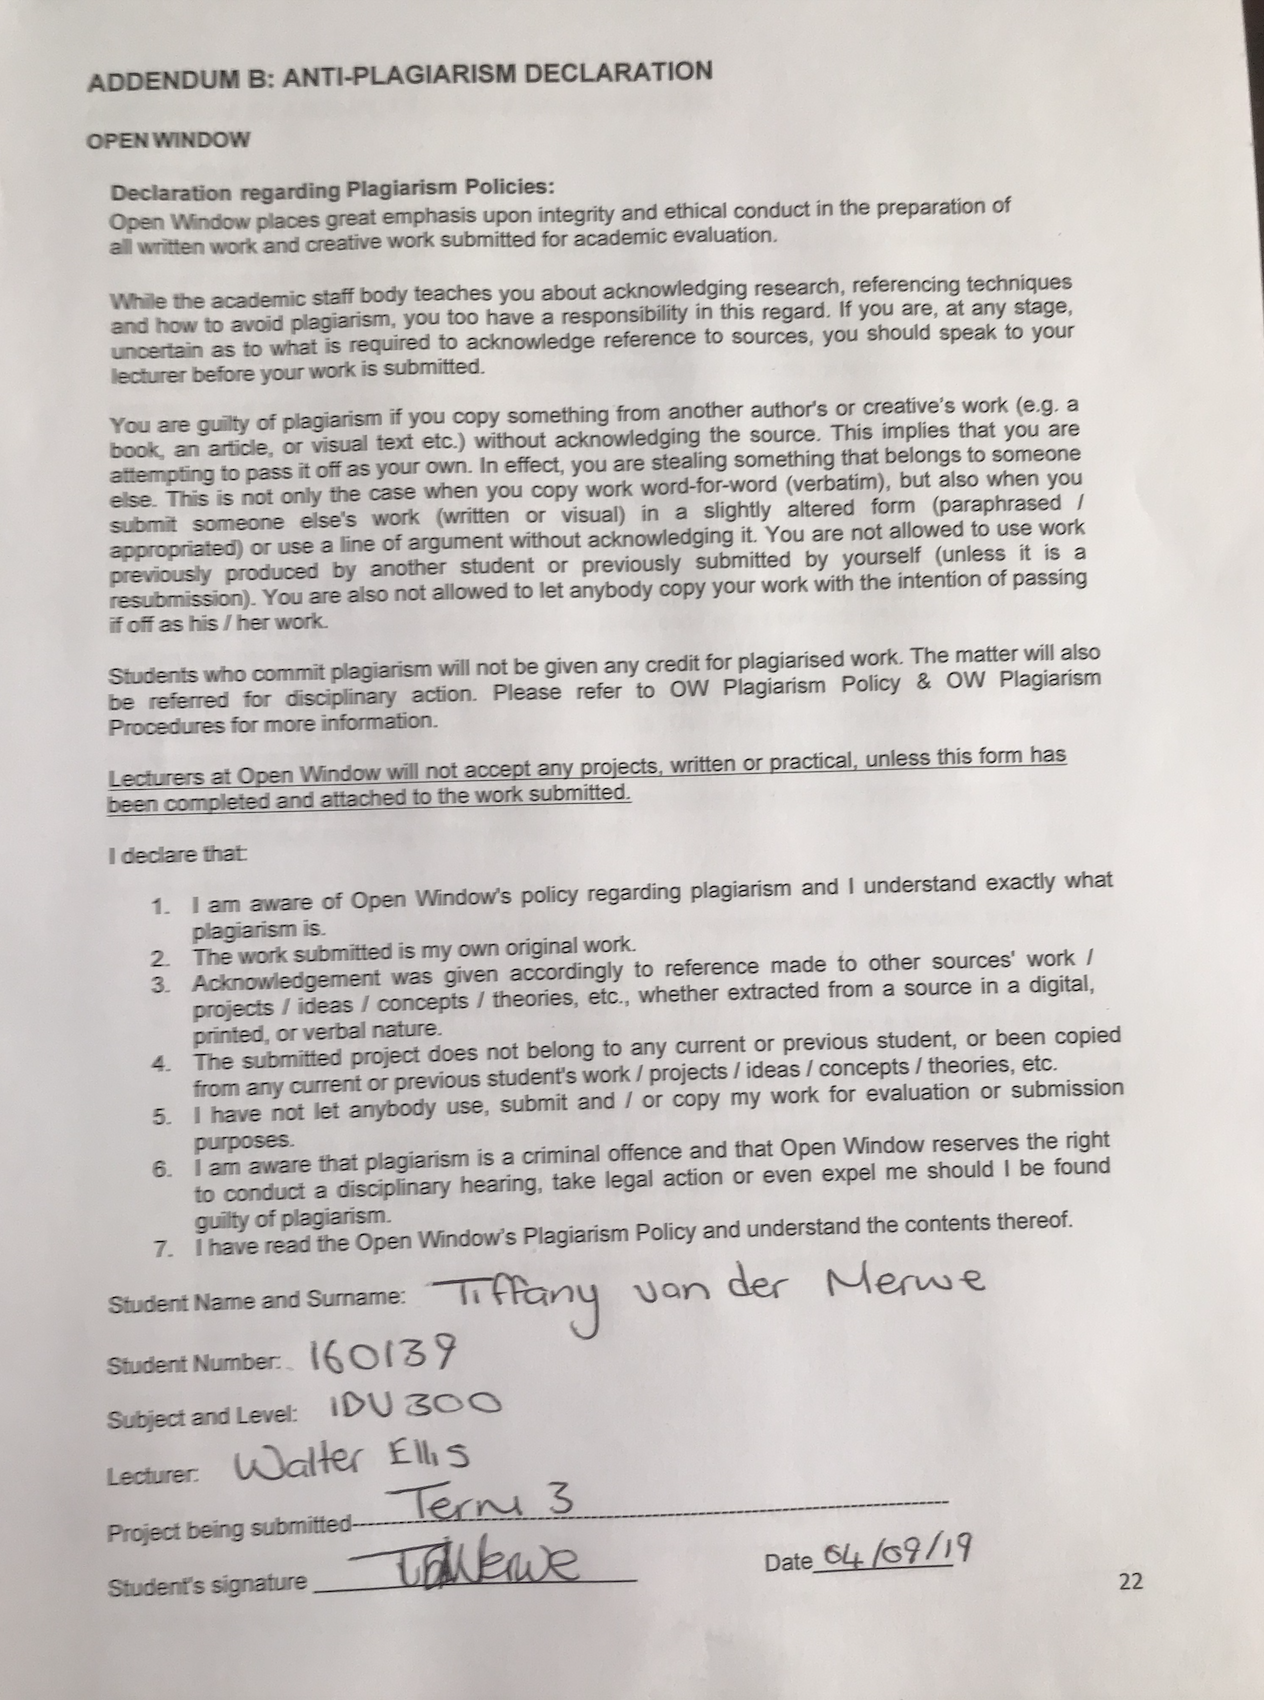 ADDENDUM B: ANTI-PLAGIARISM DECLARATION
OPEN WINDOW
Declaration regarding Plagiarism Policies:
Open Window places great emphasis upon integrity and ethical conduct in the preparation of
all written work and creative work submitted for academic evaluation.
While the academic staff body teaches you about acknowledging research, referencing techniques
and how to avoid plagiarism, you too have a responsibility in this regard. If you are, at any stage,
uncertain as to what is required to acknowledge reference to sources, you should speak to your
lecturer before your work is submitted.
You are guilty of plagiarism if you copy something from another author's or creative's work (e.g. a
book, an article, or visual text etc.) without acknowledging the source. This implies that you are
attempting to pass it off as your own. In effect, you are stealing something that belongs to someone
else. This is not only the case when you copy work word-for-word (verbatim), but also when you
submit someone else's work (written or visual) in a slightly altered form (paraphrased /
appropriated) or use a line of argument without acknowledging it. You are not allowed to use work
previously produced by another student or previously submitted by yourself (unless it is a
resubmission). You are also not allowed to let anybody copy your work with the intention of passing
if off as his / her work.
Students who commit plagiarism will not be given any credit for plagiarised work. The matter will also
be referred for disciplinary action. Please refer to OW Plagiarism Policy & OW Plagiarism
Procedures for more information.
Lecturers at Open Window will not accept any projects, written or practical, unless this form has
been completed and attached to the work submitted.
I declare that:
1. I am aware of Open Window's policy regarding plagiarism and I understand exactly what
plagiarism is.
2. The work submitted is my own original work.
3. Acknowledgement was given accordingly to reference made to other sources' work /
projects / ideas / concepts / theories, etc., whether extracted from a source in a digital,
printed, or verbal nature.
4. The submitted project does not belong to any current or previous student, or been copied
from any current or previous student's work / projects / ideas / concepts / theories, etc.
5. I have not let anybody use, submit and / or copy my work for evaluation or submission
purposes.
6. I am aware that plagiarism is a criminal offence and that Open Window reserves the right
to conduct a disciplinary hearing, take legal action or even expel me should I be found
guilty of plagiarism.
7. I have read the Open Window's Plagiarism Policy and understand the contents thereof.
Student Name and Surname: Tiffany van der Merwe
Student Number: 160139
Subject and Level: IDU 300
Lecturer: Walter Ellis
Project being submitted Term 3
Student's signature Date 04/09/19
22